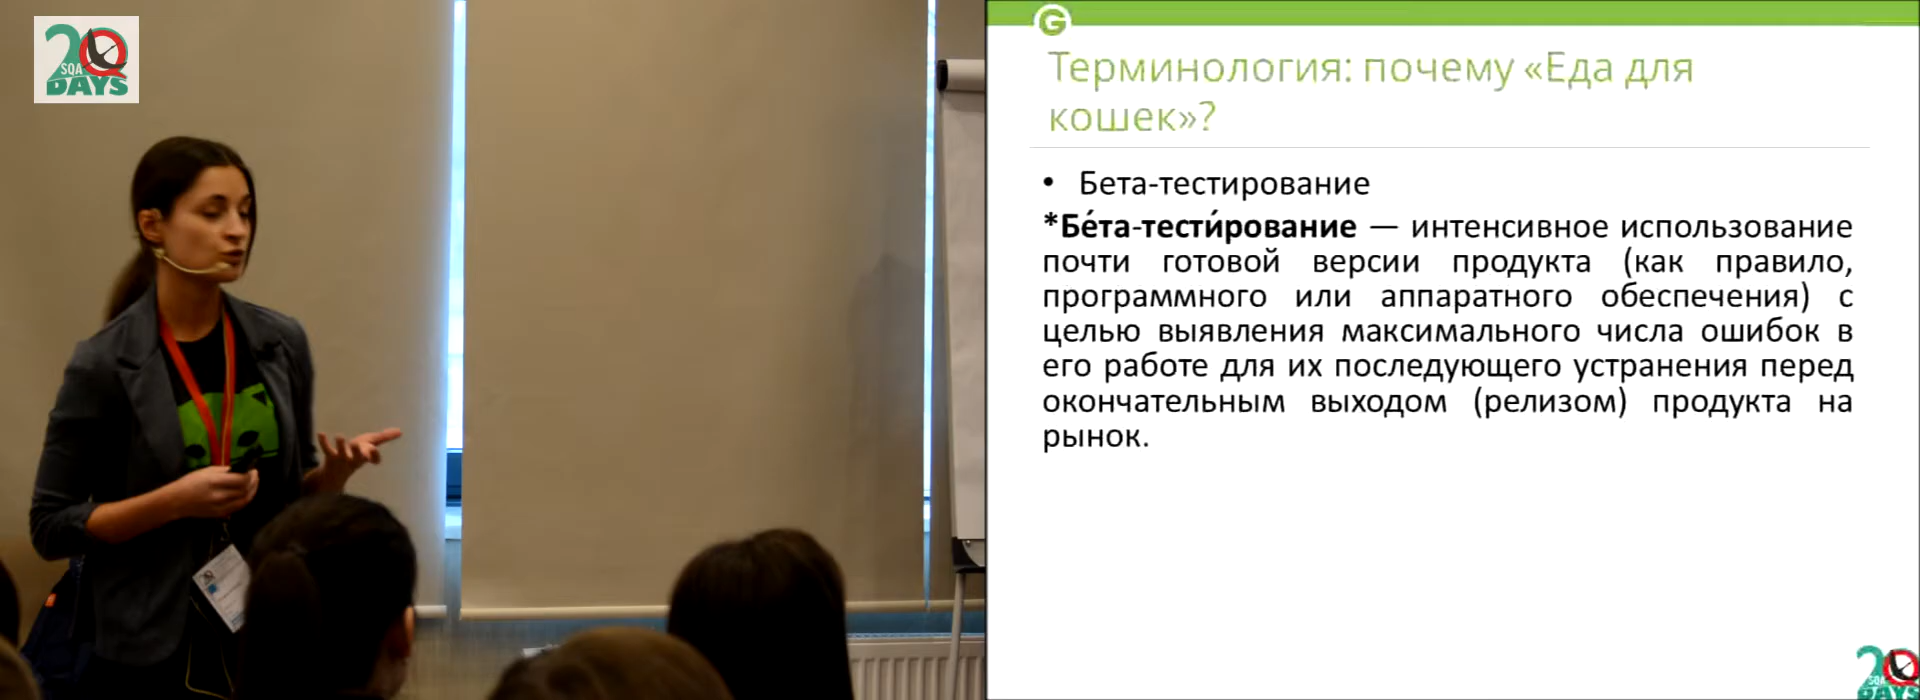 20
SQA
DAYS
G
Терминология: почему «Еда для
кошек»?
• Бета-тестирование
*Бе́та-тести́рование — интенсивное использование
почти готовой версии продукта (как правило,
программного или аппаратного обеспечения) с
целью выявления максимального числа ошибок в
его работе для их последующего устранения перед
окончательным выходом (релизом) продукта на
рынок.
20
SQA
DAYS